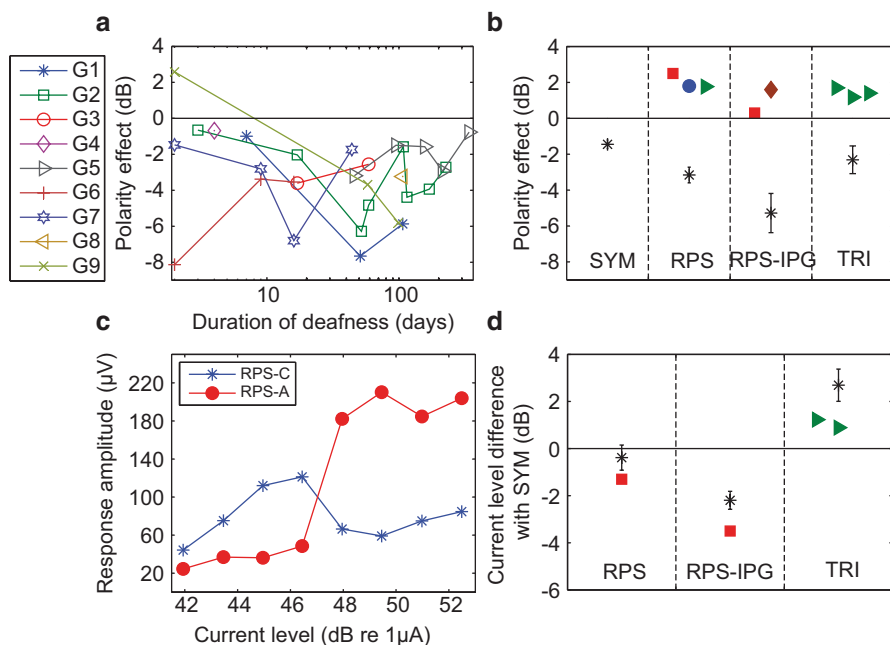 a
b
G1
G2
G3
G4
G5
G6
G7
G8
G9
Polarity effect (dB)
4
2
0
-2
-4
-6
-8
10
100
Duration of deafness (days)
Polarity effect (dB)
4
2
0
-2
-4
-6
-8
SYM
RPS
RPS-IPG
TRI
c
d
RPS-C
RPS-A
Response amplitude (µV)
220
180
140
100
60
20
42
44
46
48
50
52
Current level (dB re 1µA)
Current level difference
with SYM (dB)
4
2
0
-2
-4
-6
RPS
RPS-IPG
TRI